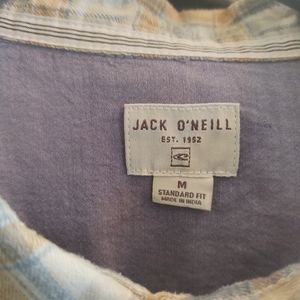 JACK O'NEILL
EST. 1952
M
STANDARD FIT
MADE IN INDIA